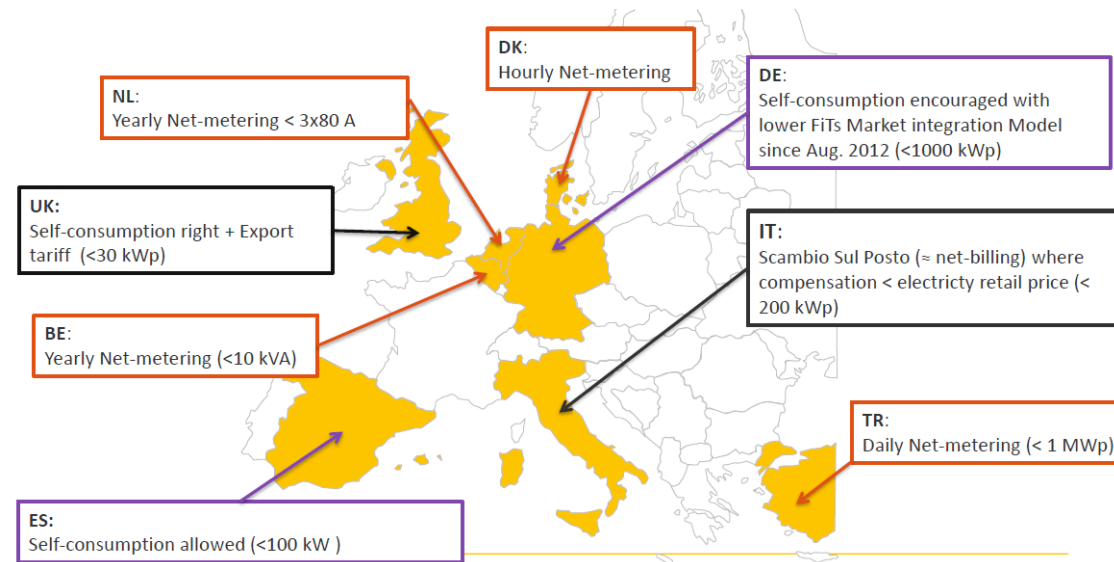 DK:
Hourly Net-metering
DE:
Self-consumption encouraged with
lower FiTs Market integration Model
since Aug. 2012 (<1000 kWp)
NL:
Yearly Net-metering < 3x80 A
UK:
Self-consumption right + Export
tariff (<30 kWp)
IT:
Scambio Sul Posto (≈ net-billing) where
compensation < electricty retail price (<
200 kWp)
BE:
Yearly Net-metering (<10 kVA)
TR:
Daily Net-metering (< 1 MWp)
ES:
Self-consumption allowed (<100 kW )